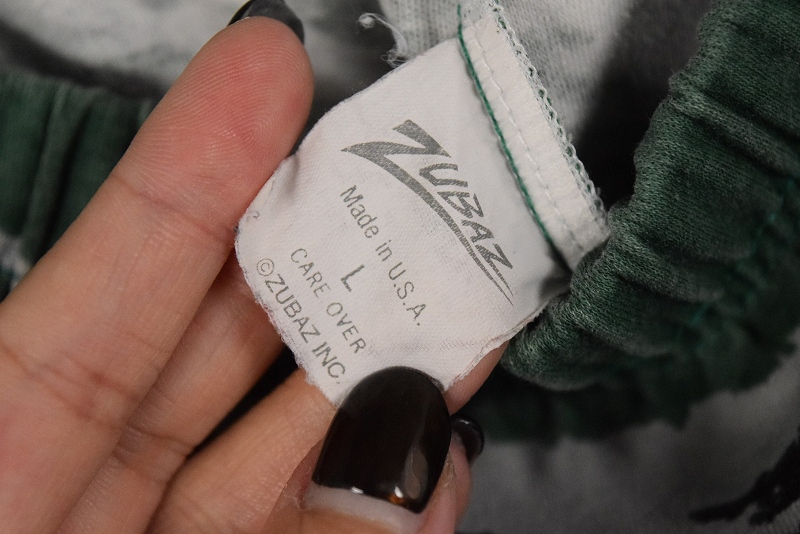 ZUBAZ
Made in U.S.A.
L
CARE OVER
©ZUBAZ INC.